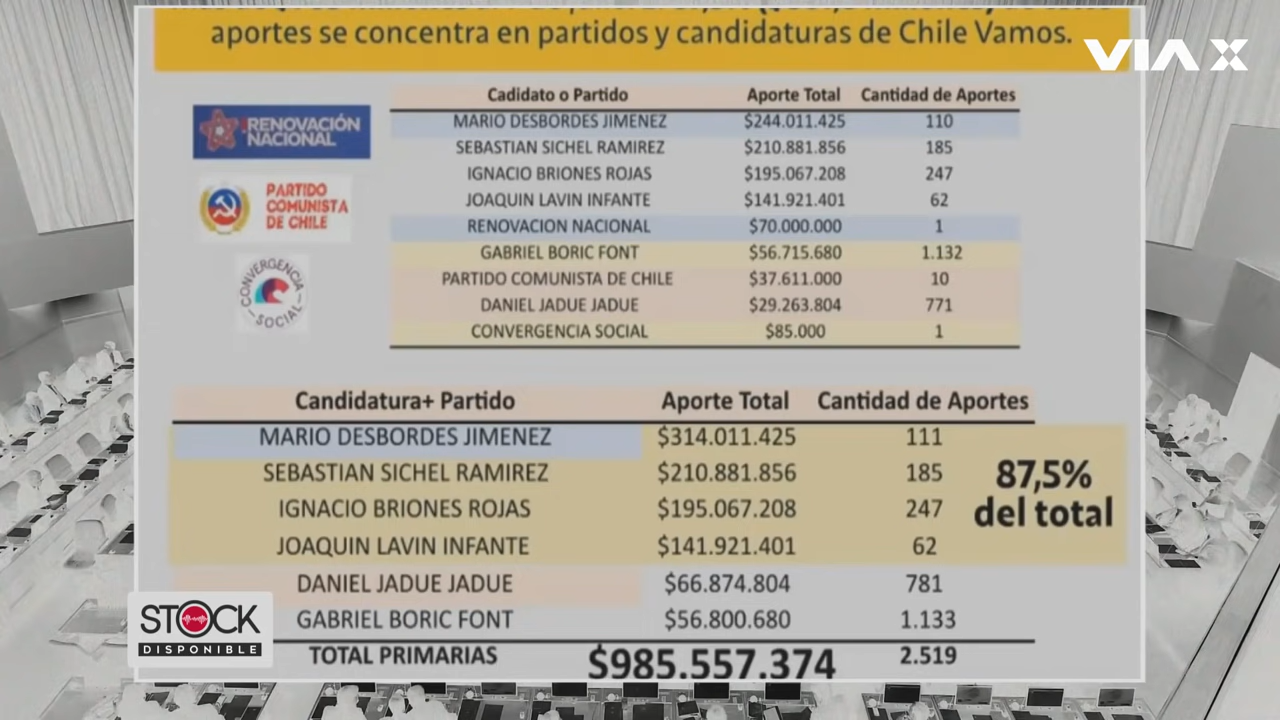 aportes se concentra en partidos y candidaturas de Chile Vamos.
VIA X
RENOVACIÓN
NACIONAL
PARTIDO
COMUNISTA
DE CHILE
CONVERGENCIA
SOCIAL
Cadidato o Partido Aporte Total Cantidad de Aportes
MARIO DESBORDES JIMENEZ $244.011.425 110
SEBASTIAN SICHEL RAMIREZ $210.881.856 185
IGNACIO BRIONES ROJAS $195.067.208 247
JOAQUIN LAVIN INFANTE $141.921.401 62
RENOVACION NACIONAL $70.000.000 1
GABRIEL BORIC FONT $56.715.680 1.132
PARTIDO COMUNISTA DE CHILE $37.611.000 10
DANIEL JADUE JADUE $29.263.804 771
CONVERGENCIA SOCIAL $85.000 1
Candidatura+ Partido Aporte Total Cantidad de Aportes
MARIO DESBORDES JIMENEZ $314.011.425 111
SEBASTIAN SICHEL RAMIREZ $210.881.856 185
IGNACIO BRIONES ROJAS $195.067.208 247
JOAQUIN LAVIN INFANTE $141.921.401 62
87,5%
del total
DANIEL JADUE JADUE $66.874.804 781
GABRIEL BORIC FONT $56.800.680 1.133
TOTAL PRIMARIAS $985.557.374 2.519
STOCK
DISPONIBLE